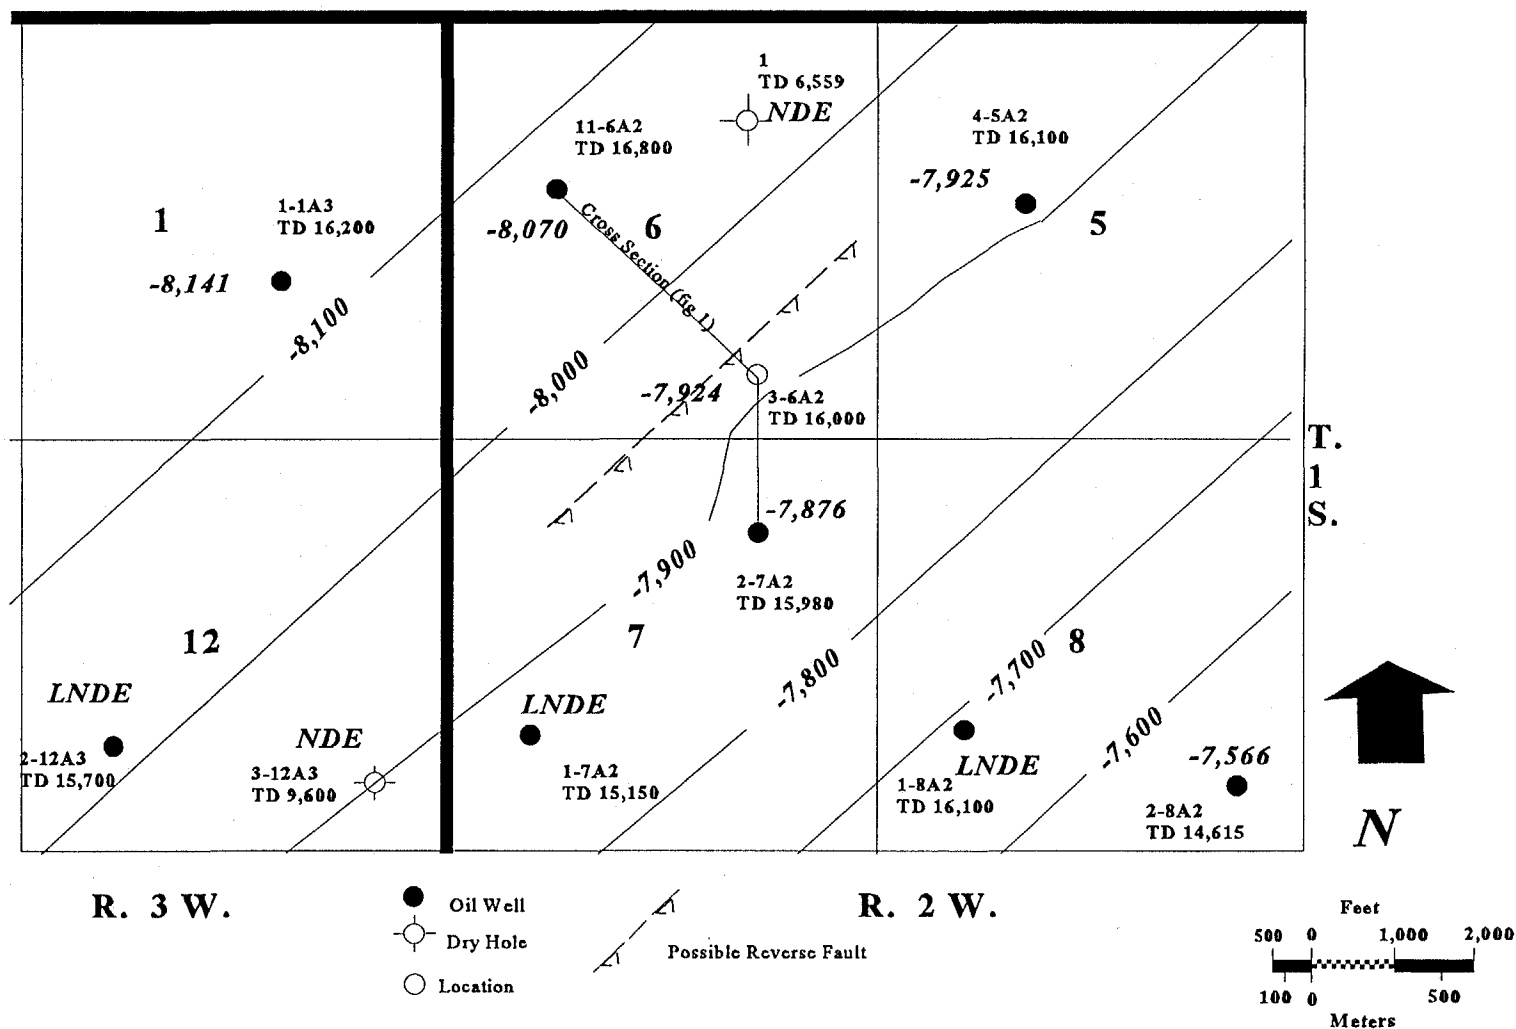 1
TD 6,559
NDE
11-6A2
TD 16,800
4-5A2
TD 16,100
-7,925
1
1-1A3
TD 16,200
-8,070
6
5
-8,141
Cross Section (fig 1)
-8,100
-8,000
-7,924
3-6A2
TD 16,000
T.
1
S.
-7,876
-7,900
2-7A2
TD 15,980
12
7
8
-7,800
-7,700
LNDE
LNDE
NDE
-7,600
2-12A3
TD 15,700
3-12A3
TD 9,600
1-7A2
TD 15,150
LNDE
1-8A2
TD 16,100
-7,566
2-8A2
TD 14,615
N
R. 3 W.
R. 2 W.
Oil Well
Dry Hole
Location
Possible Reverse Fault
Feet
500 0 1,000 2,000
100 0 500
Meters